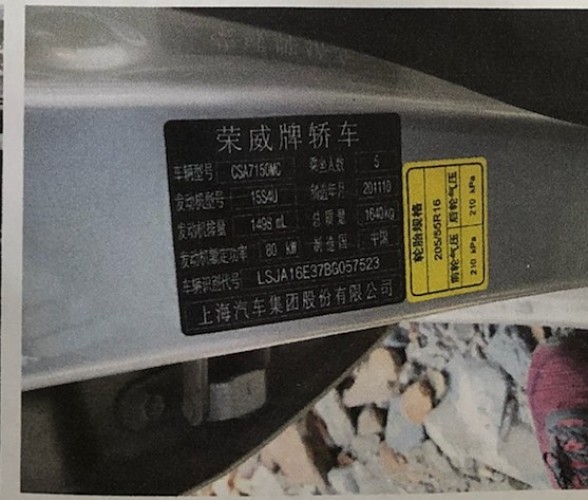 荣威牌轿车
车辆型号 CSA7150MC 乘坐人数 5
发动机型号 15S4U 制造年月 201110
发动机排量 1498 mL 总质量 1640kg
发动机额定功率 80 kW 制造国 中国
车辆识别代号 LSJA16E37BG057523
上海汽车集团股份有限公司
轮胎规格
205/55R16
前轮气压 后轮气压
210 kPa 210 kPa